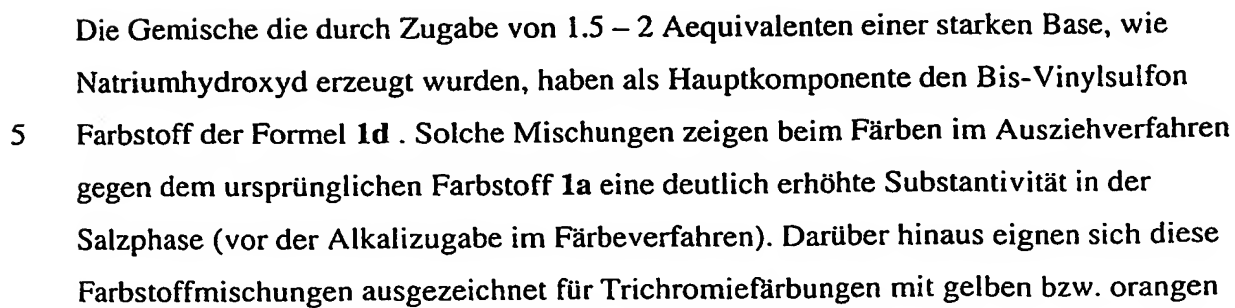 Die Gemische die durch Zugabe von 1.5 – 2 Aequivalenten einer starken Base, wie
Natriumhydroxyd erzeugt wurden, haben als Hauptkomponente den Bis-Vinylsulfon
5 Farbstoff der Formel 1d . Solche Mischungen zeigen beim Färben im Ausziehverfahren
gegen dem ursprünglichen Farbstoff 1a eine deutlich erhöhte Substantivität in der
Salzphase (vor der Alkalizugabe im Färbeverfahren). Darüber hinaus eignen sich diese
Farbstoffmischungen ausgezeichnet für Trichromiefärbungen mit gelben bzw. orangen